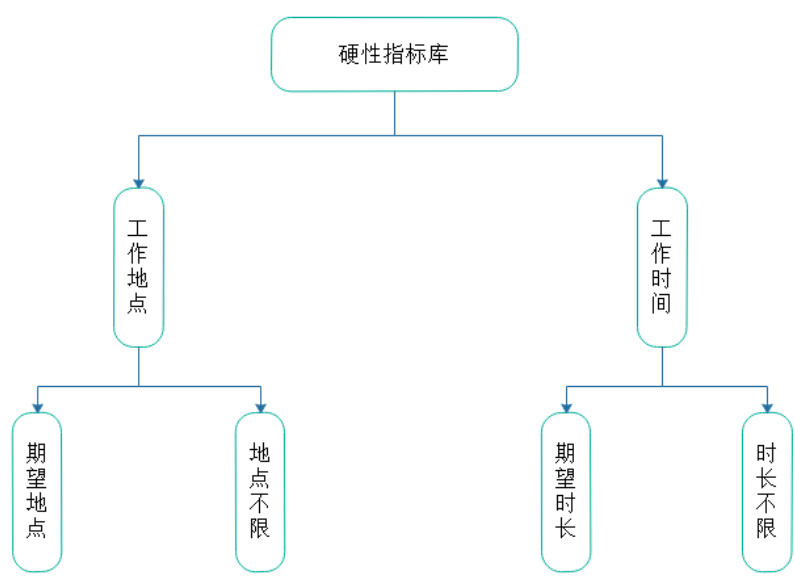 硬性指标库
工作地点
工作时间
期望地点
地点不限
期望时长
时长不限